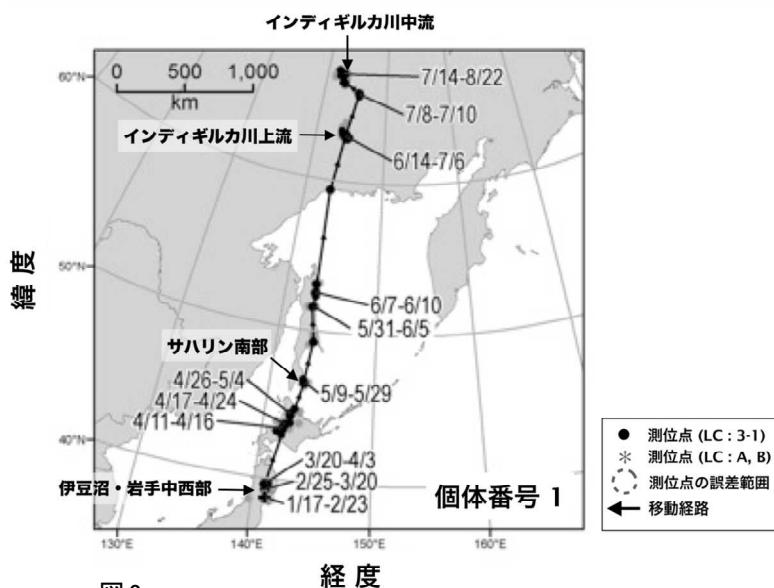 インディギルカ川中流
60°N
0 500 1,000
km
7/14-8/22
7/8-7/10
インディギルカ川上流
6/14-7/6
50°N
緯度
6/7-6/10
5/31-6/5
サハリン南部
4/26-5/4
5/9-5/29
4/17-4/24
4/11-4/16
40°N
3/20-4/3
2/25-3/20
伊豆沼・岩手中西部
1/17-2/23
個体番号 1
測位点 (LC : 3-1)
測位点 (LC : A, B)
測位点の誤差範囲
移動経路
130°E 140°E 150°E 160°E
経度